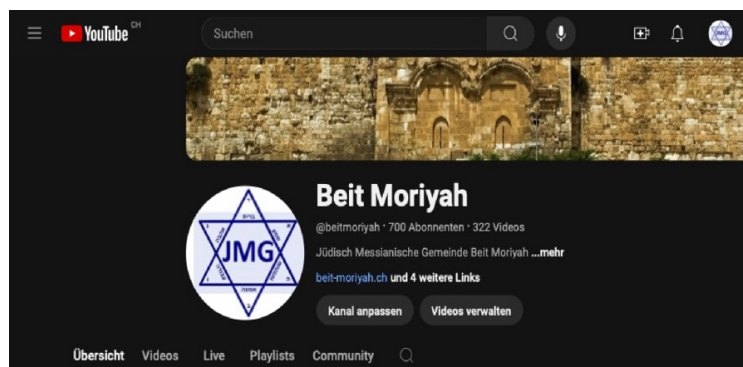 YouTube CH
Suchen
Beit Moriyah
@beitmoriyah · 700 Abonnenten · 322 Videos
JMG
Jüdisch Messianische Gemeinde Beit Moriyah ...mehr
beit-moriyah.ch und 4 weitere Links
Kanal anpassen Videos verwalten
Übersicht Videos Live Playlists Community